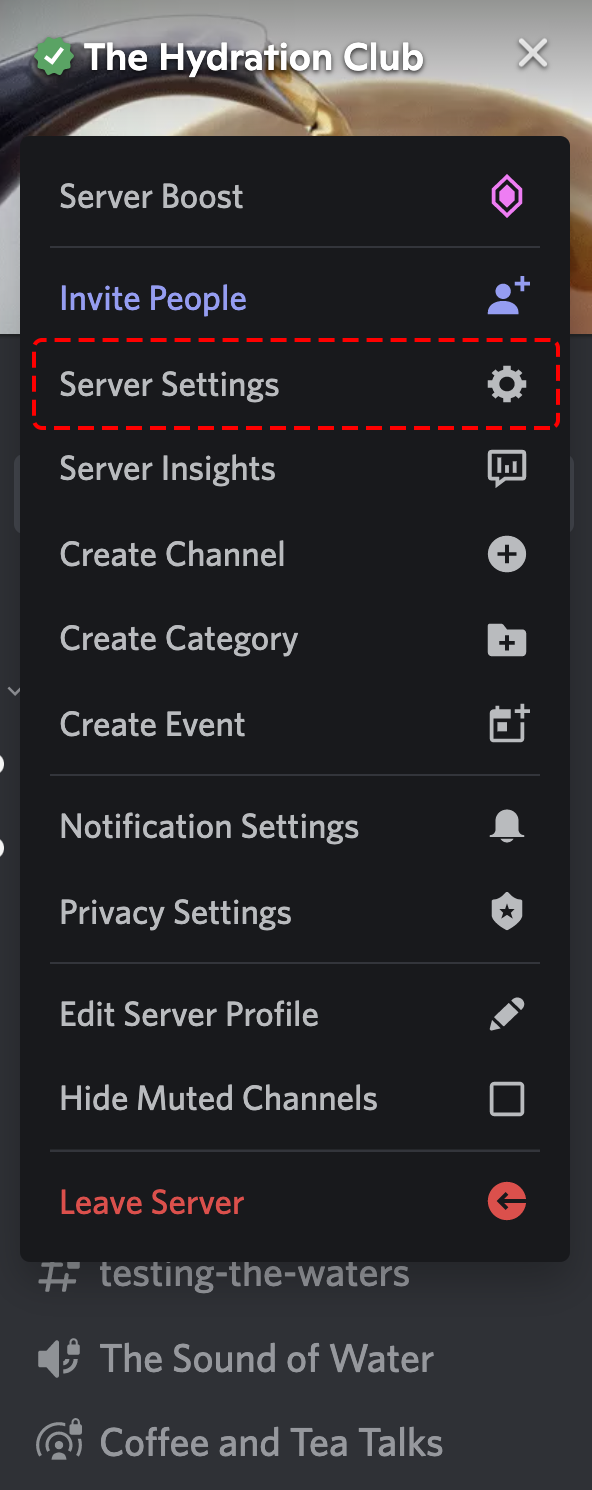 The Hydration Club
Server Boost
Invite People
Server Settings
Server Insights
Create Channel
Create Category
Create Event
Notification Settings
Privacy Settings
Edit Server Profile
Hide Muted Channels
Leave Server
testing-the-waters
The Sound of Water
Coffee and Tea Talks